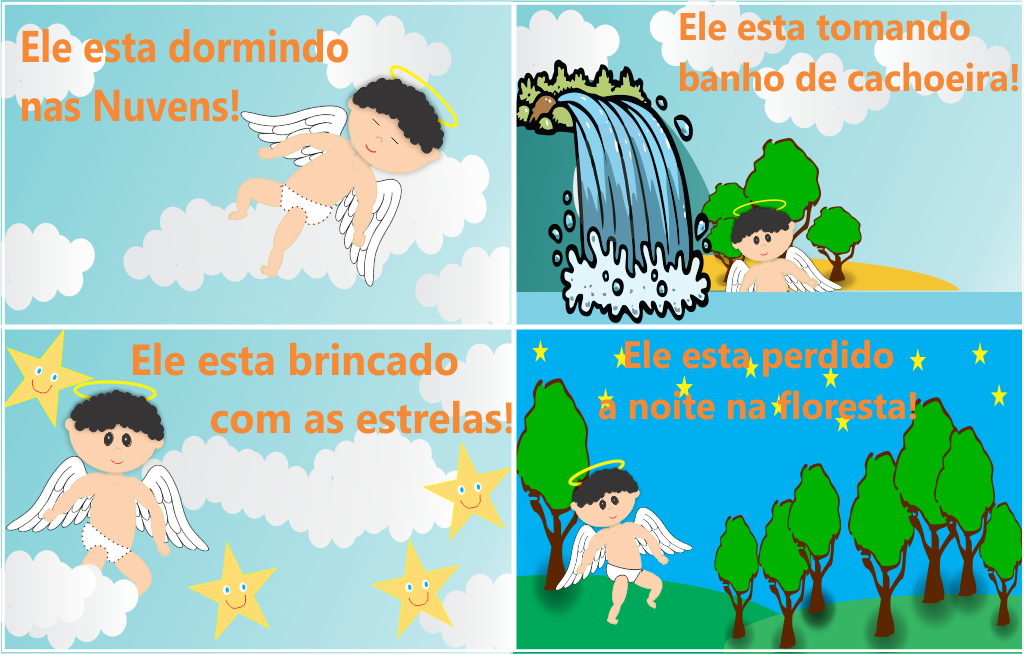 Ele esta dormindo
nas Nuvens!
Ele esta tomando
banho de cachoeira!
Ele esta brincado
com as estrelas!
Ele esta perdido
a noite na floresta!